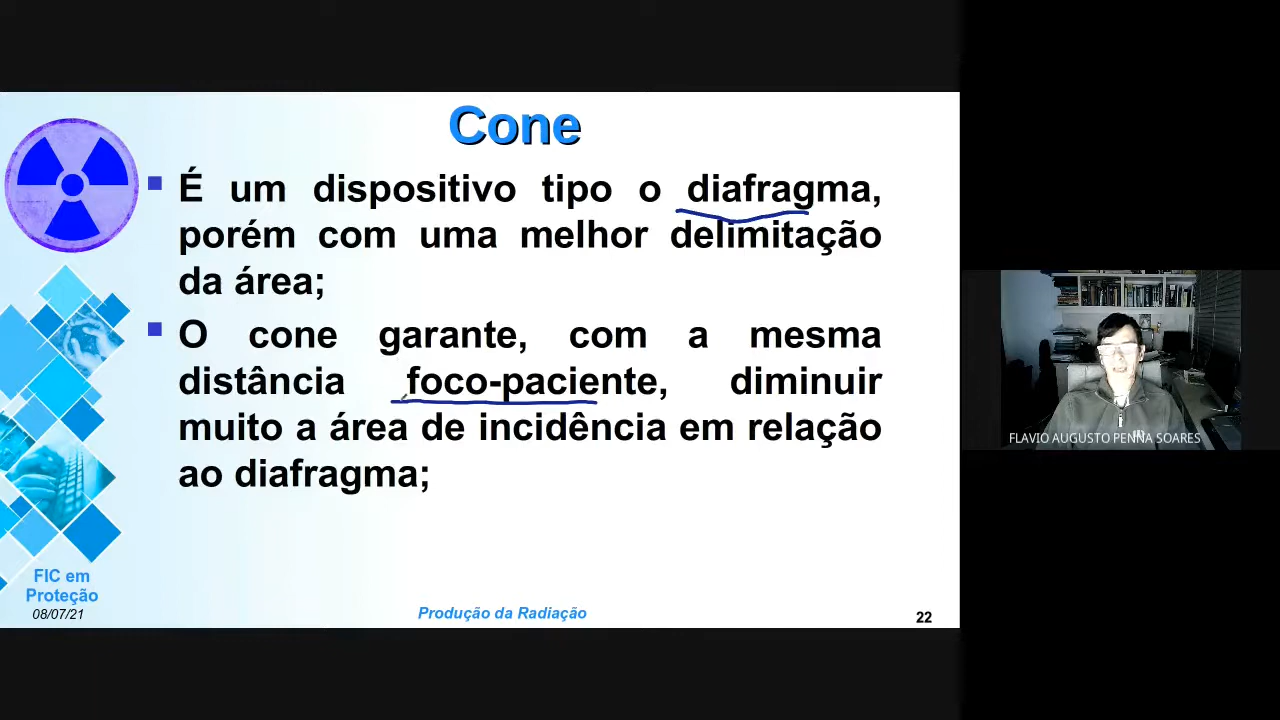 Cone
É um dispositivo tipo o diafragma,
porém com uma melhor delimitação
da área;
O cone garante, com a mesma
distância foco-paciente, diminuir
muito a área de incidência em relação
ao diafragma;
FIC em
Proteção
08/07/21
Produção da Radiação
22
FLAVIO AUGUSTO PENNA SOARES